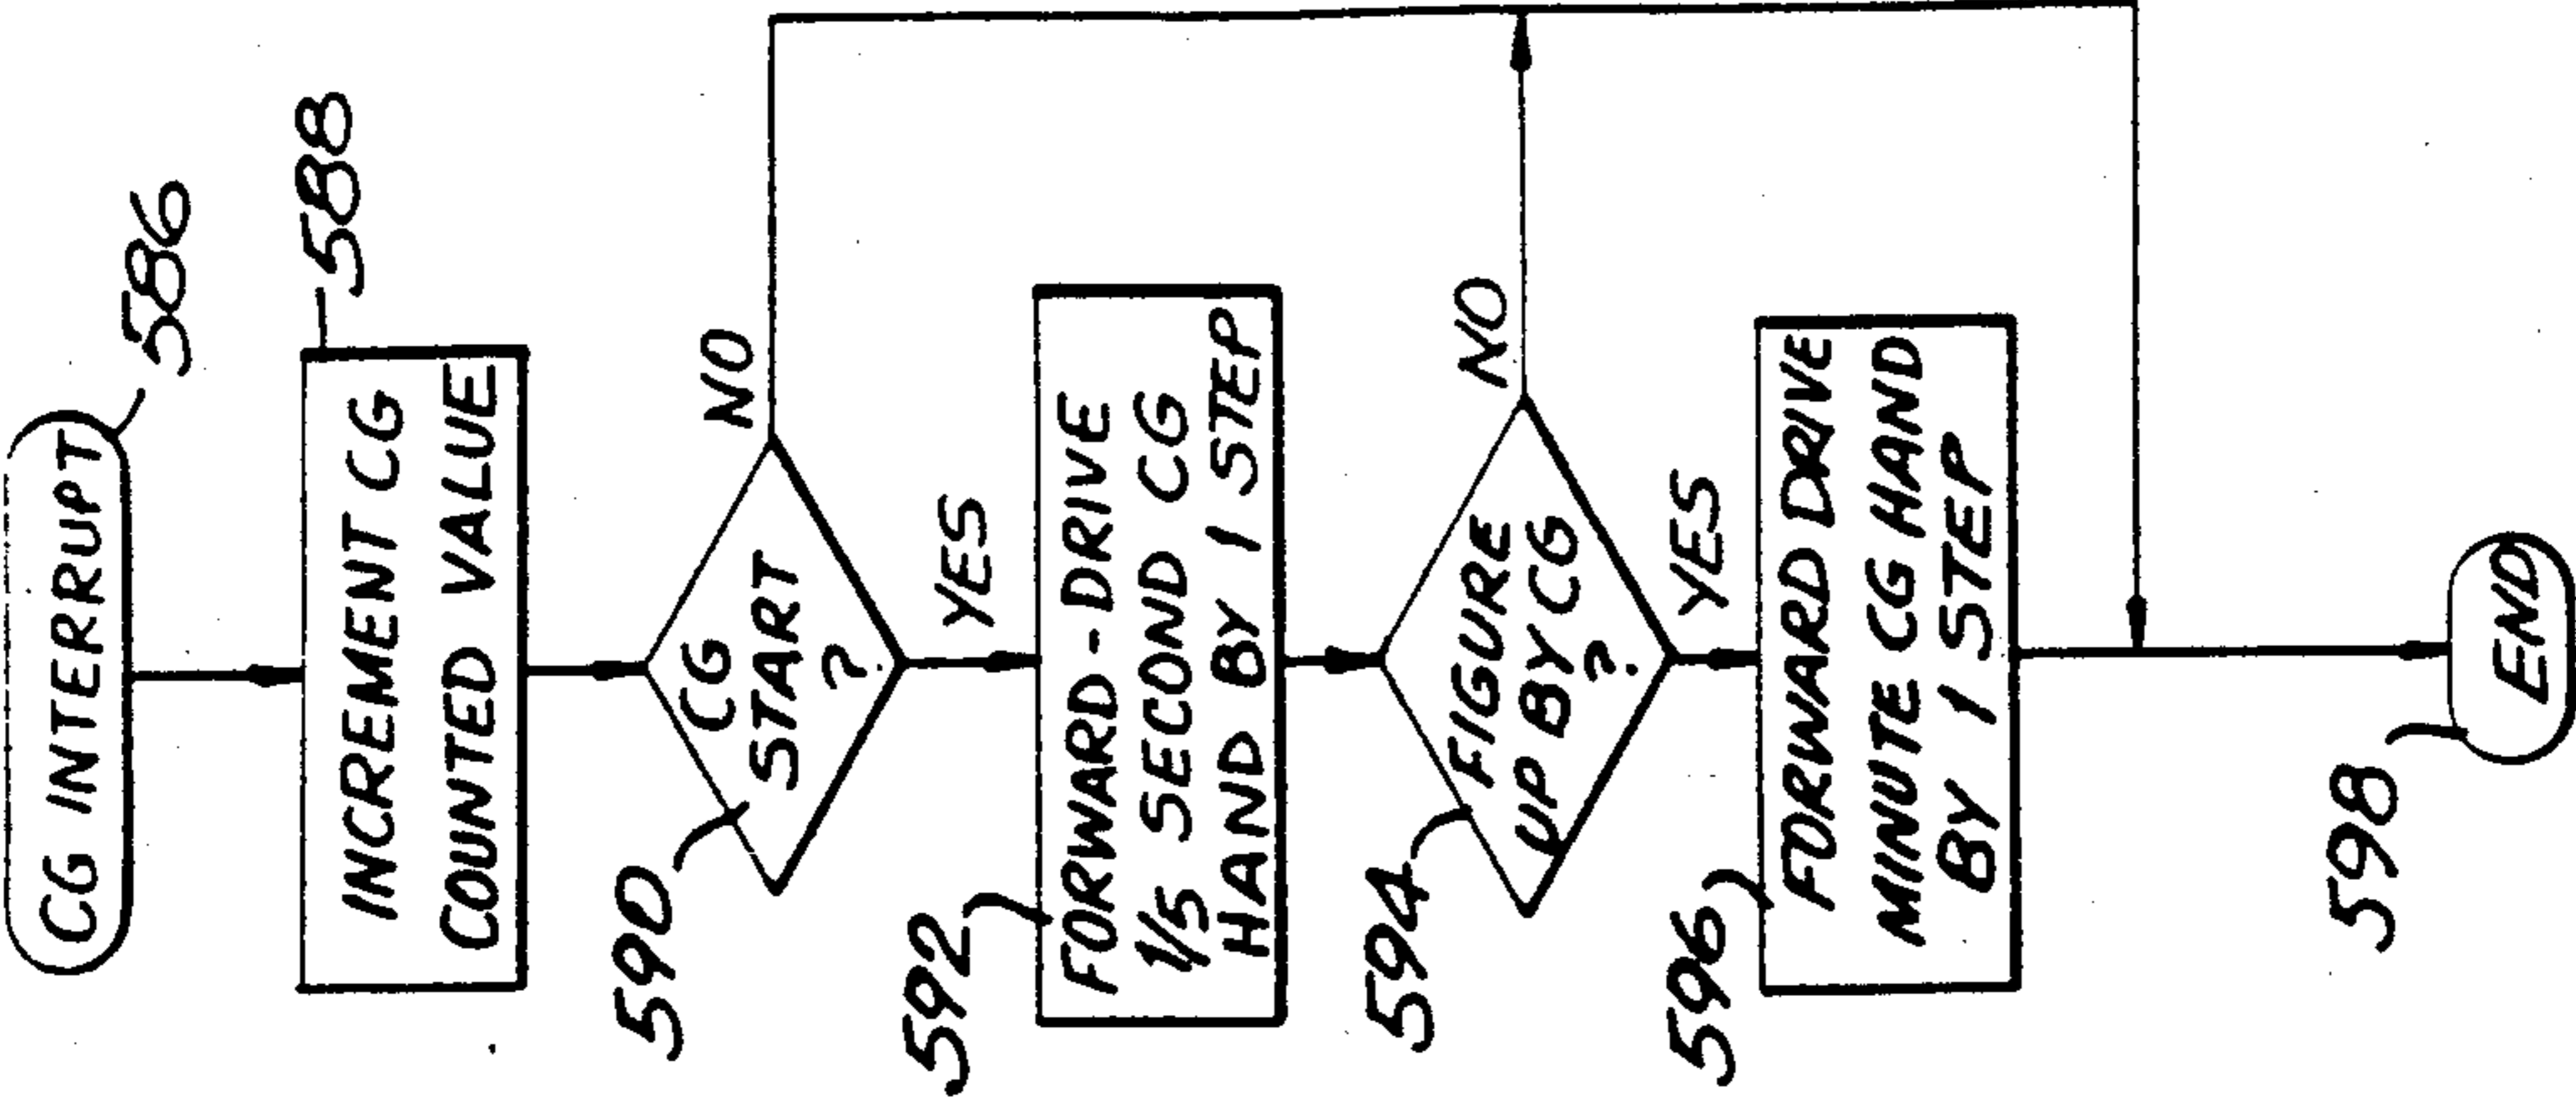 CG INTERRUPT
586
INCREMENT CG
COUNTED VALUE
588
CG
START
?
590
NO
YES
FORWARD-DRIVE
1/5 SECOND CG
HAND BY 1 STEP
592
FIGURE
UP BY CG
?
594
NO
YES
FORWARD DRIVE
MINUTE CG HAND
BY 1 STEP
596
END
598